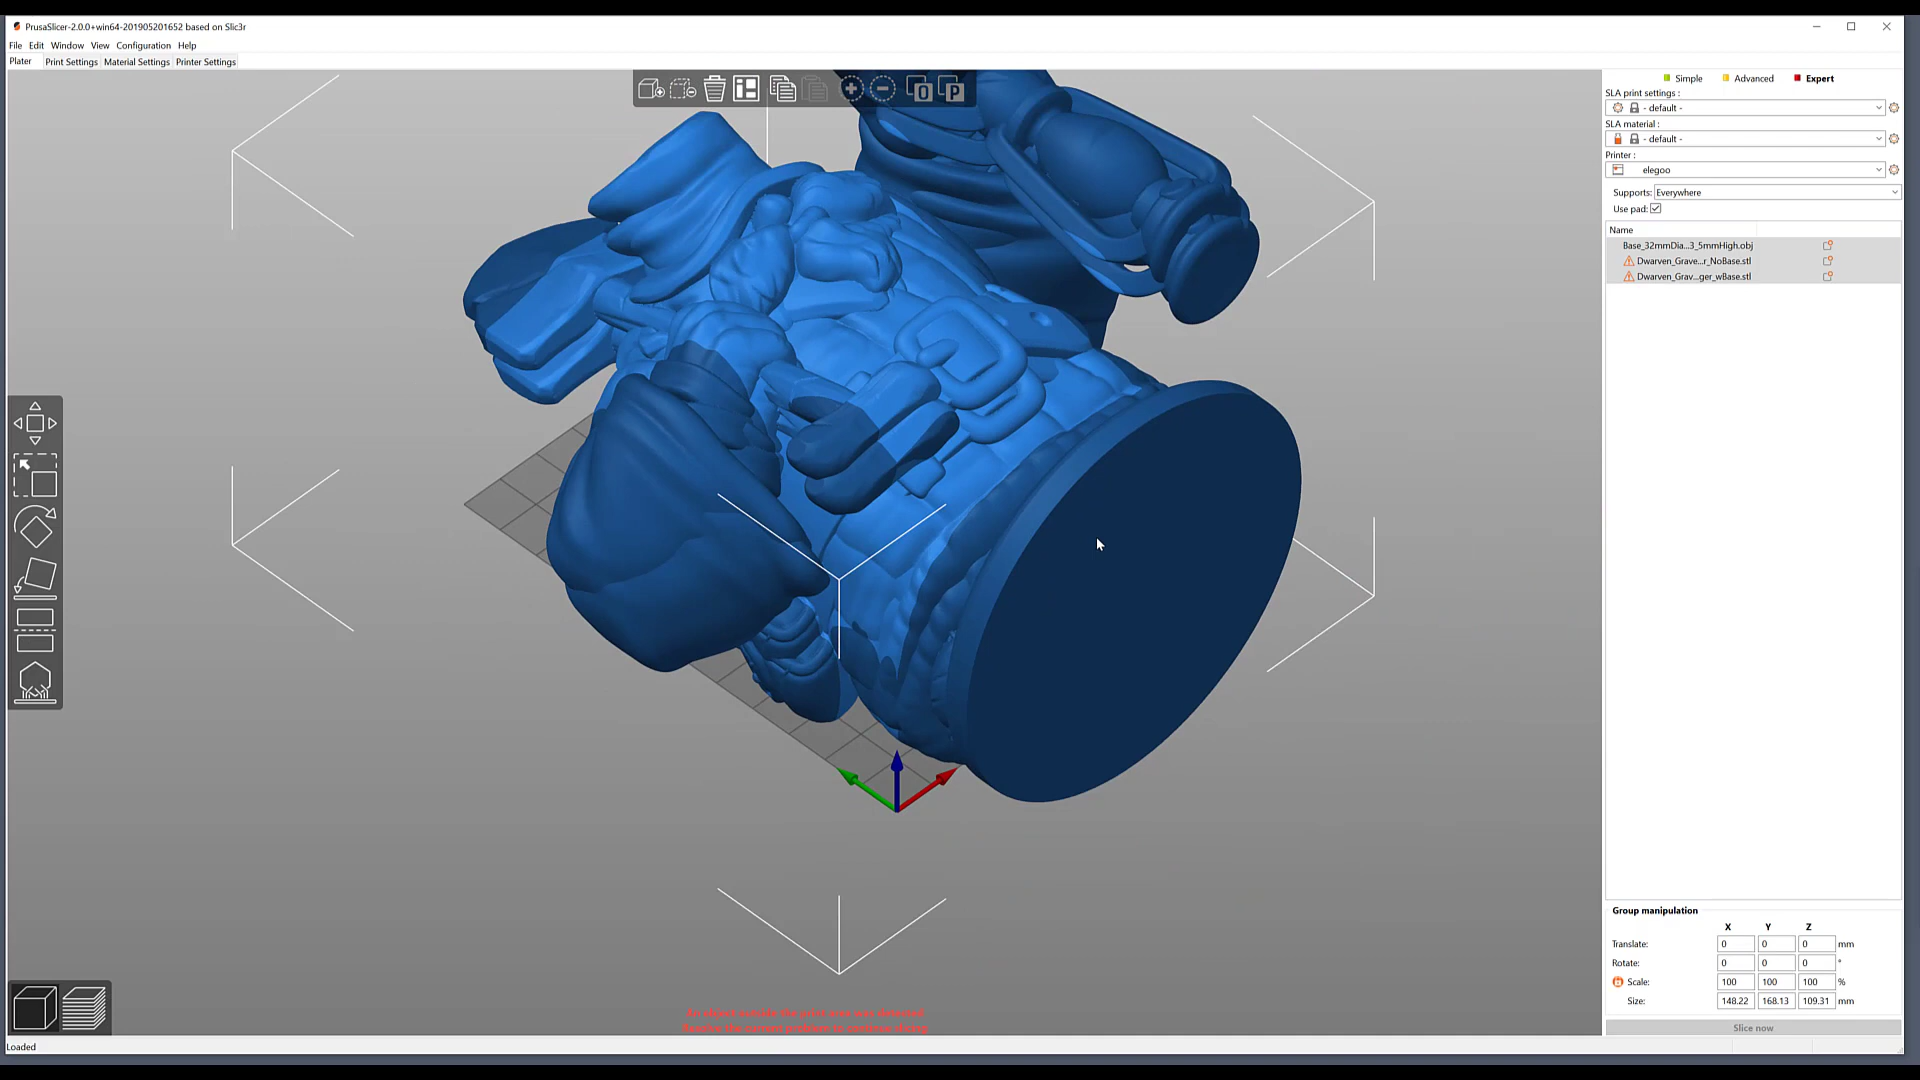 PrusaSlicer-2.0.0+win64-201905201652 based on Slic3r
File Edit Window View Configuration Help
Plater Print Settings Material Settings Printer Settings
O P
Simple Advanced Expert
SLA print settings :
- default -
SLA material :
- default -
Printer :
elegoo
Supports: Everywhere
Use pad:
Name
Base_32mmDia...3_5mmHigh.obj
Dwarven_Grave...r_NoBase.stl
Dwarven_Grav...ger_wBase.stl
Group manipulation
X Y Z
Translate: 0 0 0 mm
Rotate: 0 0 0 °
Scale: 100 100 100 %
Size: 148.22 168.13 109.31 mm
An object outside the print area was detected
Resolve the current problem to continue slicing
Slice now
Loaded